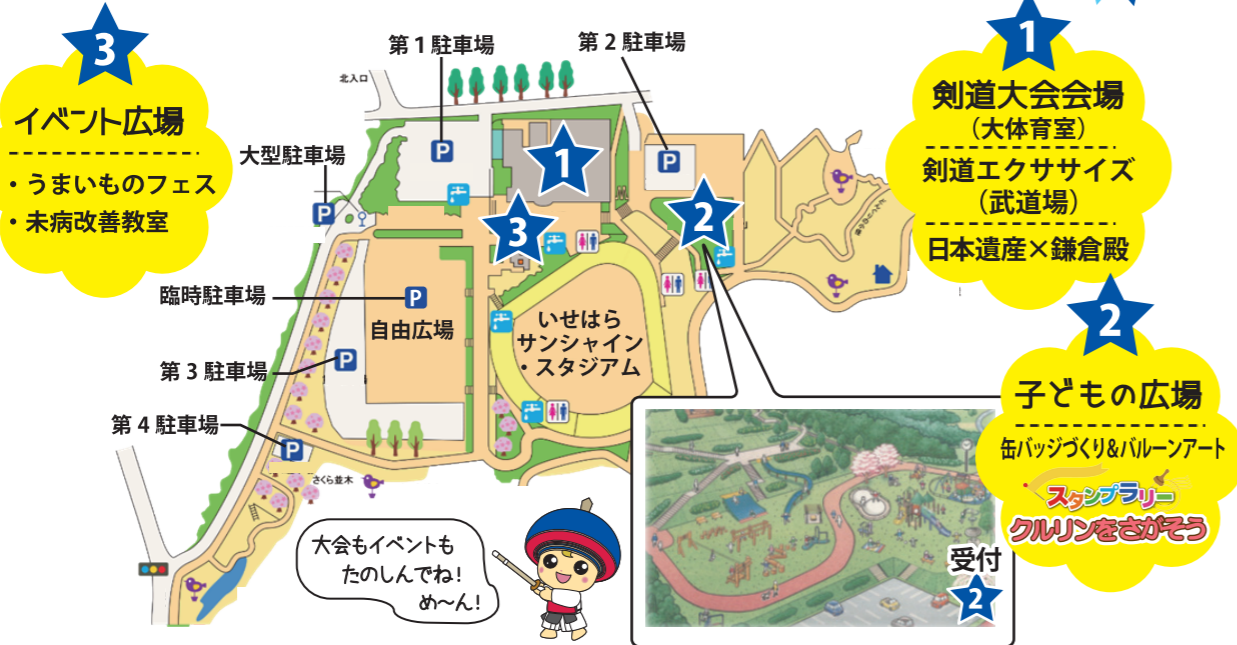 3
イベント広場
・うまいものフェス
・未病改善教室
第1駐車場
第2駐車場
北入口
大型駐車場
P
P
P
1
2
3
臨時駐車場
P
自由広場
第3駐車場
P
第4駐車場
P
さくら並木
いせはら
サンシャイン
・スタジアム
1
剣道大会会場
(大体育室)
剣道エクササイズ
(武道場)
日本遺産×鎌倉殿
2
子どもの広場
缶バッジづくり&バルーンアート
スタンプラリー
クルリンをさがそう
受付
2
大会もイベントも
たのしんでね!
め〜ん!